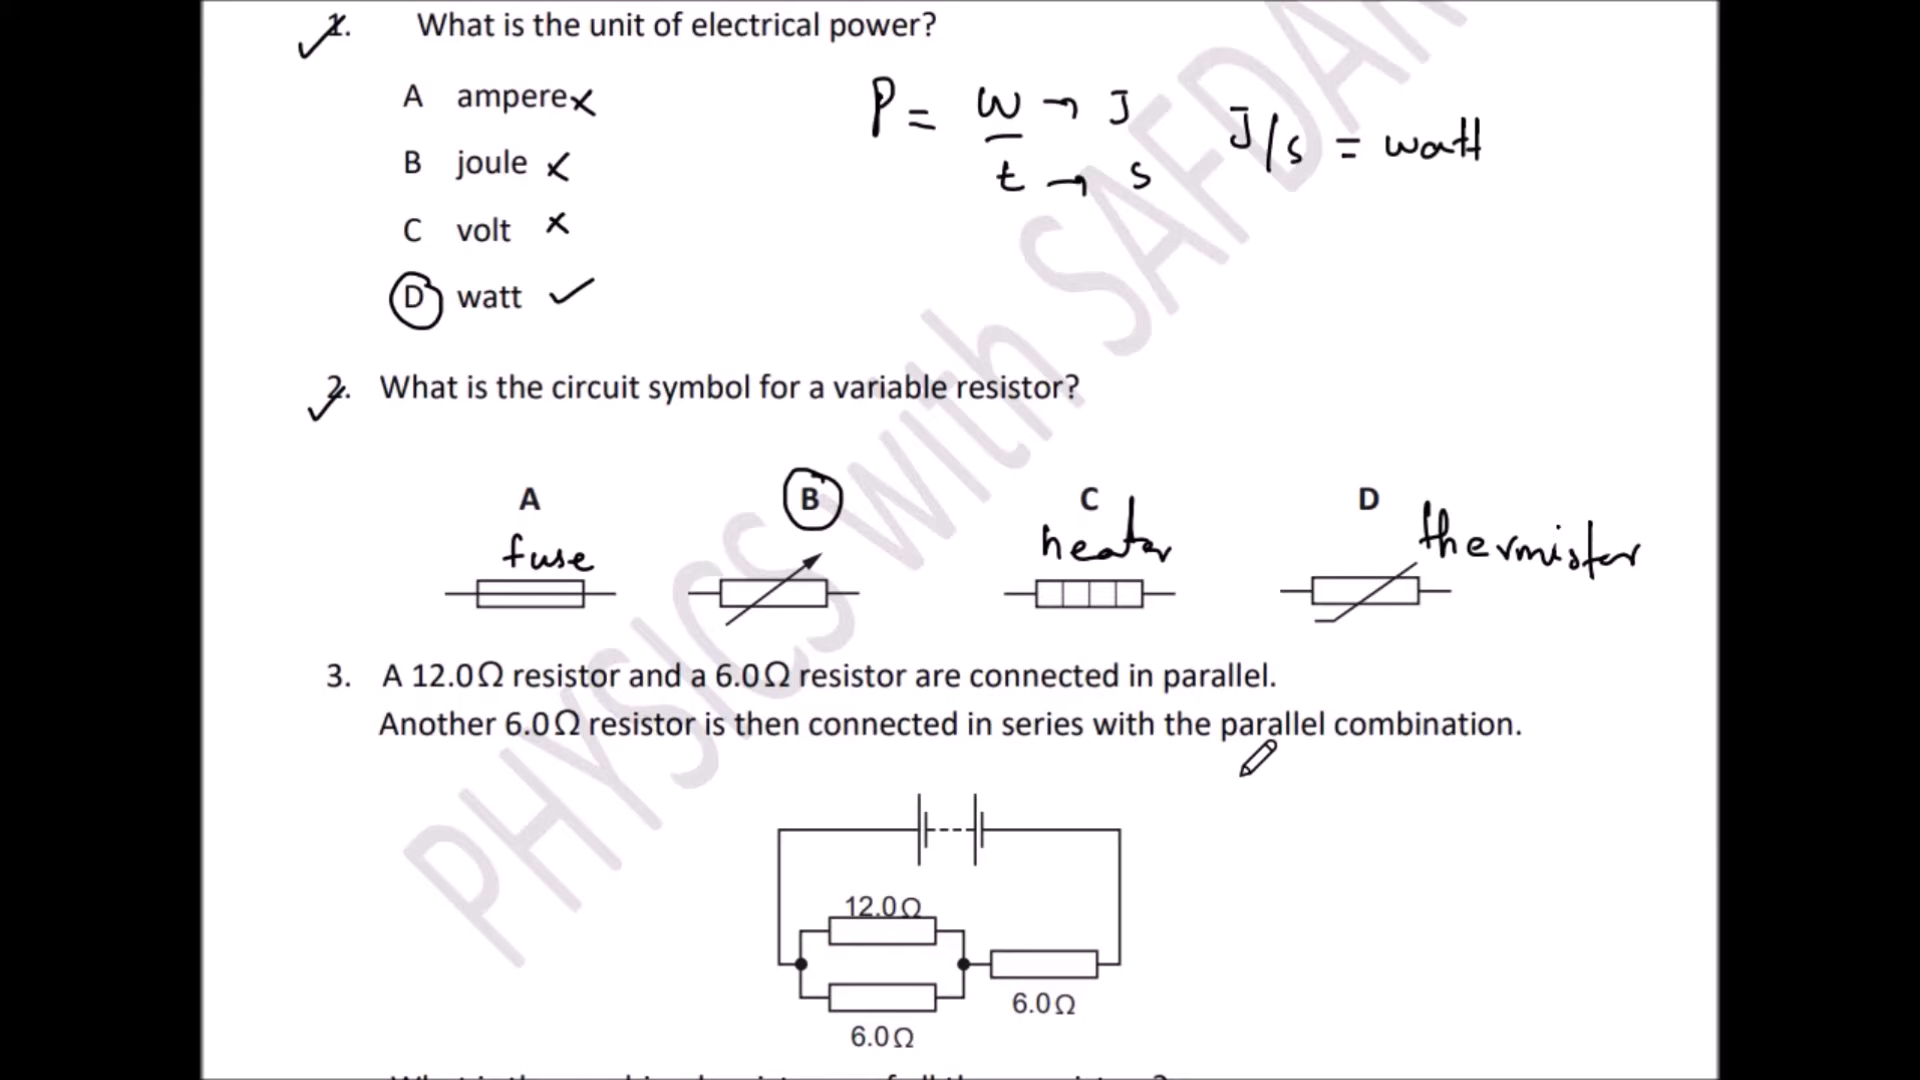 1. What is the unit of electrical power?
A ampere ×
B joule ×
C volt ×
D watt ✓
P = W → J
t → s
J/s = watt
2. What is the circuit symbol for a variable resistor?
A B C D
fuse heater thermistor
3. A 12.0Ω resistor and a 6.0Ω resistor are connected in parallel.
Another 6.0Ω resistor is then connected in series with the parallel combination.
12.0Ω
6.0Ω
6.0Ω
PHYSICS with SAFDAR